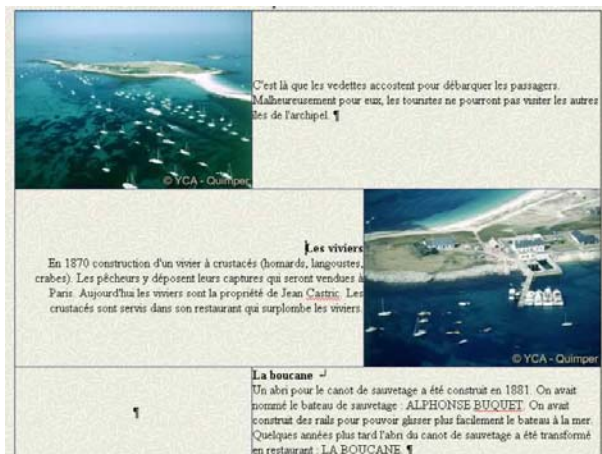 C'est là que les vedettes accostent pour débarquer les passagers.
Malheureusement pour eux, les touristes ne pourront pas visiter les autres
îles de l'archipel. ¶
© YCA - Quimper
Les viviers
En 1870 construction d'un vivier à crustacés (homards, langoustes,
crabes). Les pêcheurs y déposent leurs captures qui seront vendues à
Paris. Aujourd'hui les viviers sont la propriété de Jean Castric. Les
crustacés sont servis dans son restaurant qui surplombe les viviers.
© YCA - Quimper
¶
La boucane ↵
Un abri pour le canot de sauvetage a été construit en 1881. On avait
nommé le bateau de sauvetage : ALPHONSE BUQUET. On avait
construit des rails pour pouvoir glisser plus facilement le bateau à la mer.
Quelques années plus tard l'abri du canot de sauvetage a été transformé
en restaurant : LA BOUCANE. ¶